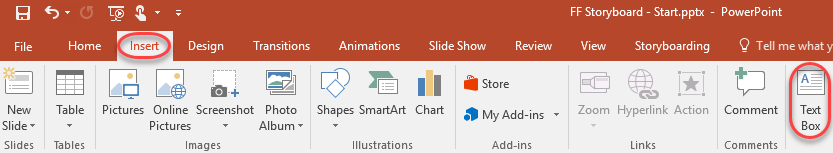 FF Storyboard - Start.pptx - PowerPoint
File Home Insert Design Transitions Animations Slide Show Review View Storyboarding Tell me what y
New Slide
Table
Pictures
Online Pictures
Screenshot
Photo Album
Shapes
SmartArt
Chart
Store
My Add-ins
Zoom
Hyperlink
Action
Comment
Text Box
Slides Tables Images Illustrations Add-ins Links Comments